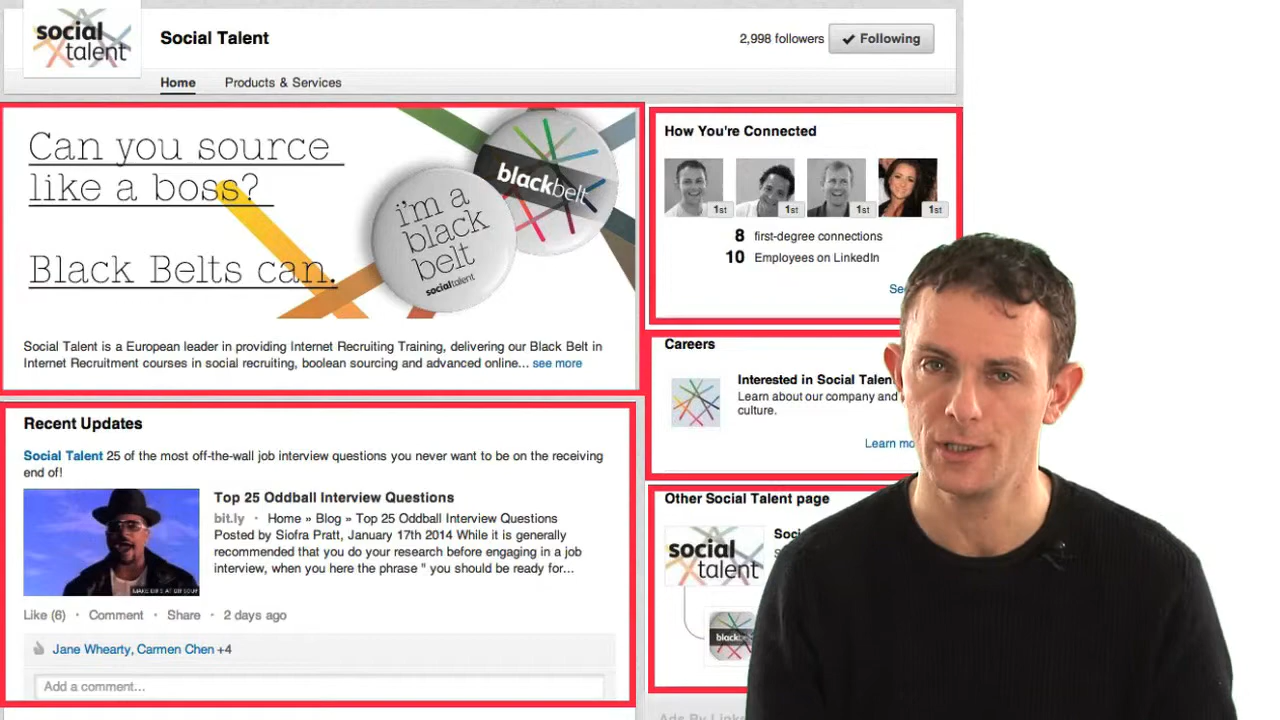 social
talent
Social Talent
2,998 followers
Following
Home
Products & Services
Can you source
like a boss?
Black Belts can.
i'm a
black
belt
socialtalent
blackbelt
Social Talent is a European leader in providing Internet Recruiting Training, delivering our Black Belt in
Internet Recruitment courses in social recruiting, boolean sourcing and advanced online... see more
Recent Updates
Social Talent 25 of the most off-the-wall job interview questions you never want to be on the receiving
end of!
Top 25 Oddball Interview Questions
bit.ly · Home » Blog » Top 25 Oddball Interview Questions
Posted by Siofra Pratt, January 17th 2014 While it is generally
recommended that you do your research before engaging in a job
interview, when you here the phrase " you should be ready for...
Like (6) · Comment · Share · 2 days ago
Jane Whearty, Carmen Chen +4
Add a comment...
How You're Connected
1st
1st
1st
1st
8 first-degree connections
10 Employees on LinkedIn
Careers
Interested in Social Talent
Learn about our company and
culture.
Learn
Other Social Talent page
social
talent
Ads By